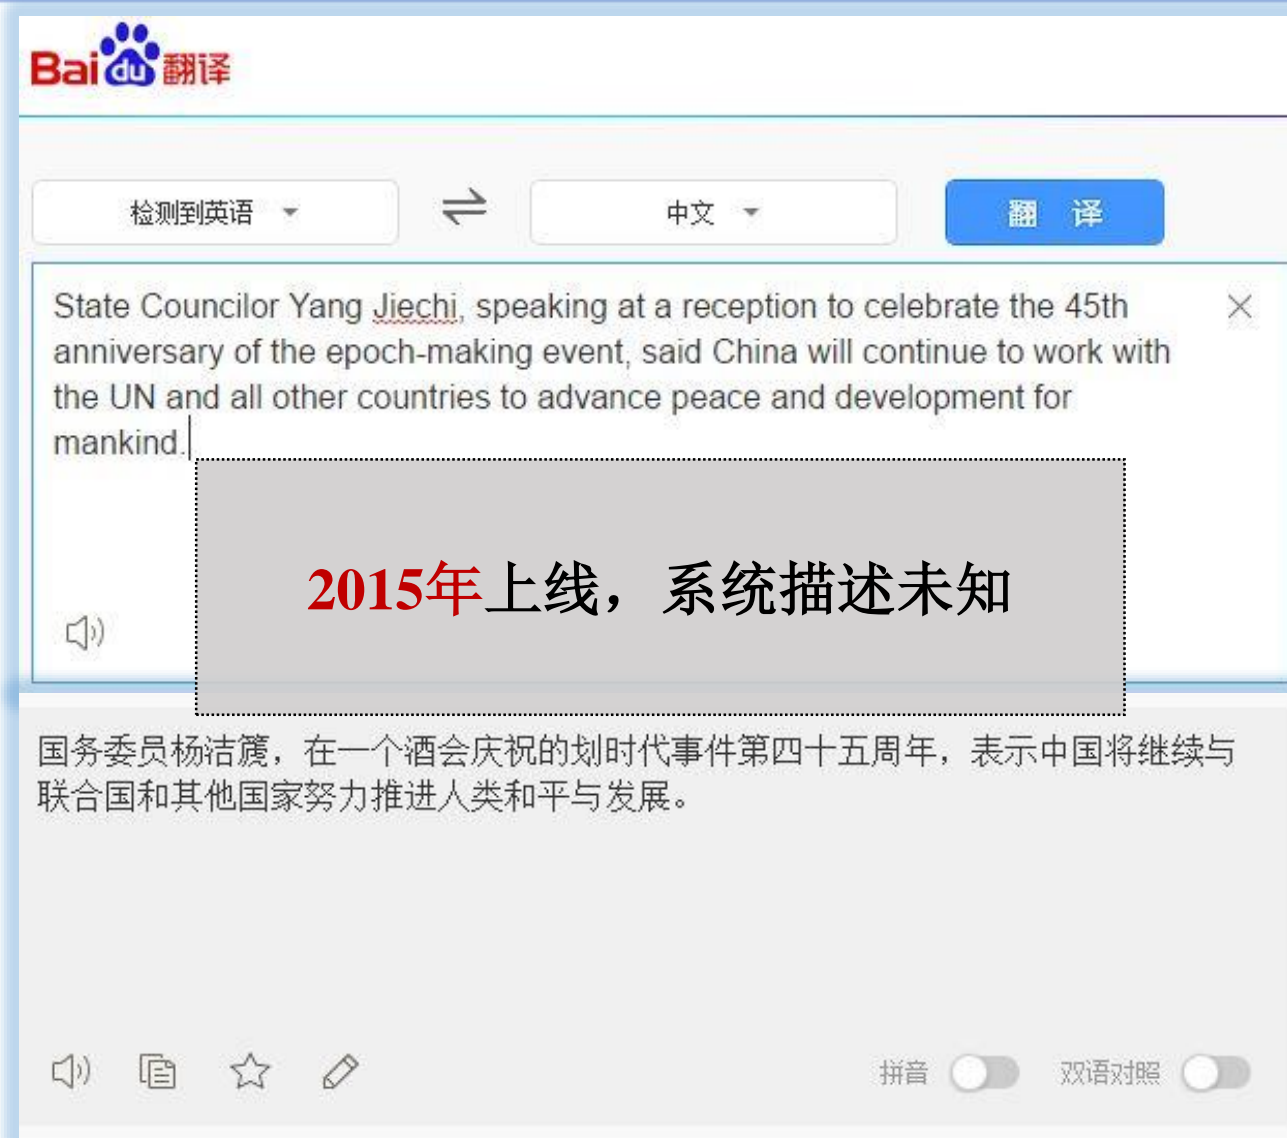 Baidu翻译
检测到英语 中文 翻 译
State Councilor Yang Jiechi, speaking at a reception to celebrate the 45th
anniversary of the epoch-making event, said China will continue to work with
the UN and all other countries to advance peace and development for
mankind.
2015年上线，系统描述未知
国务委员杨洁篪，在一个酒会庆祝的划时代事件第四十五周年，表示中国将继续与
联合国和其他国家努力推进人类和平与发展。
拼音 双语对照